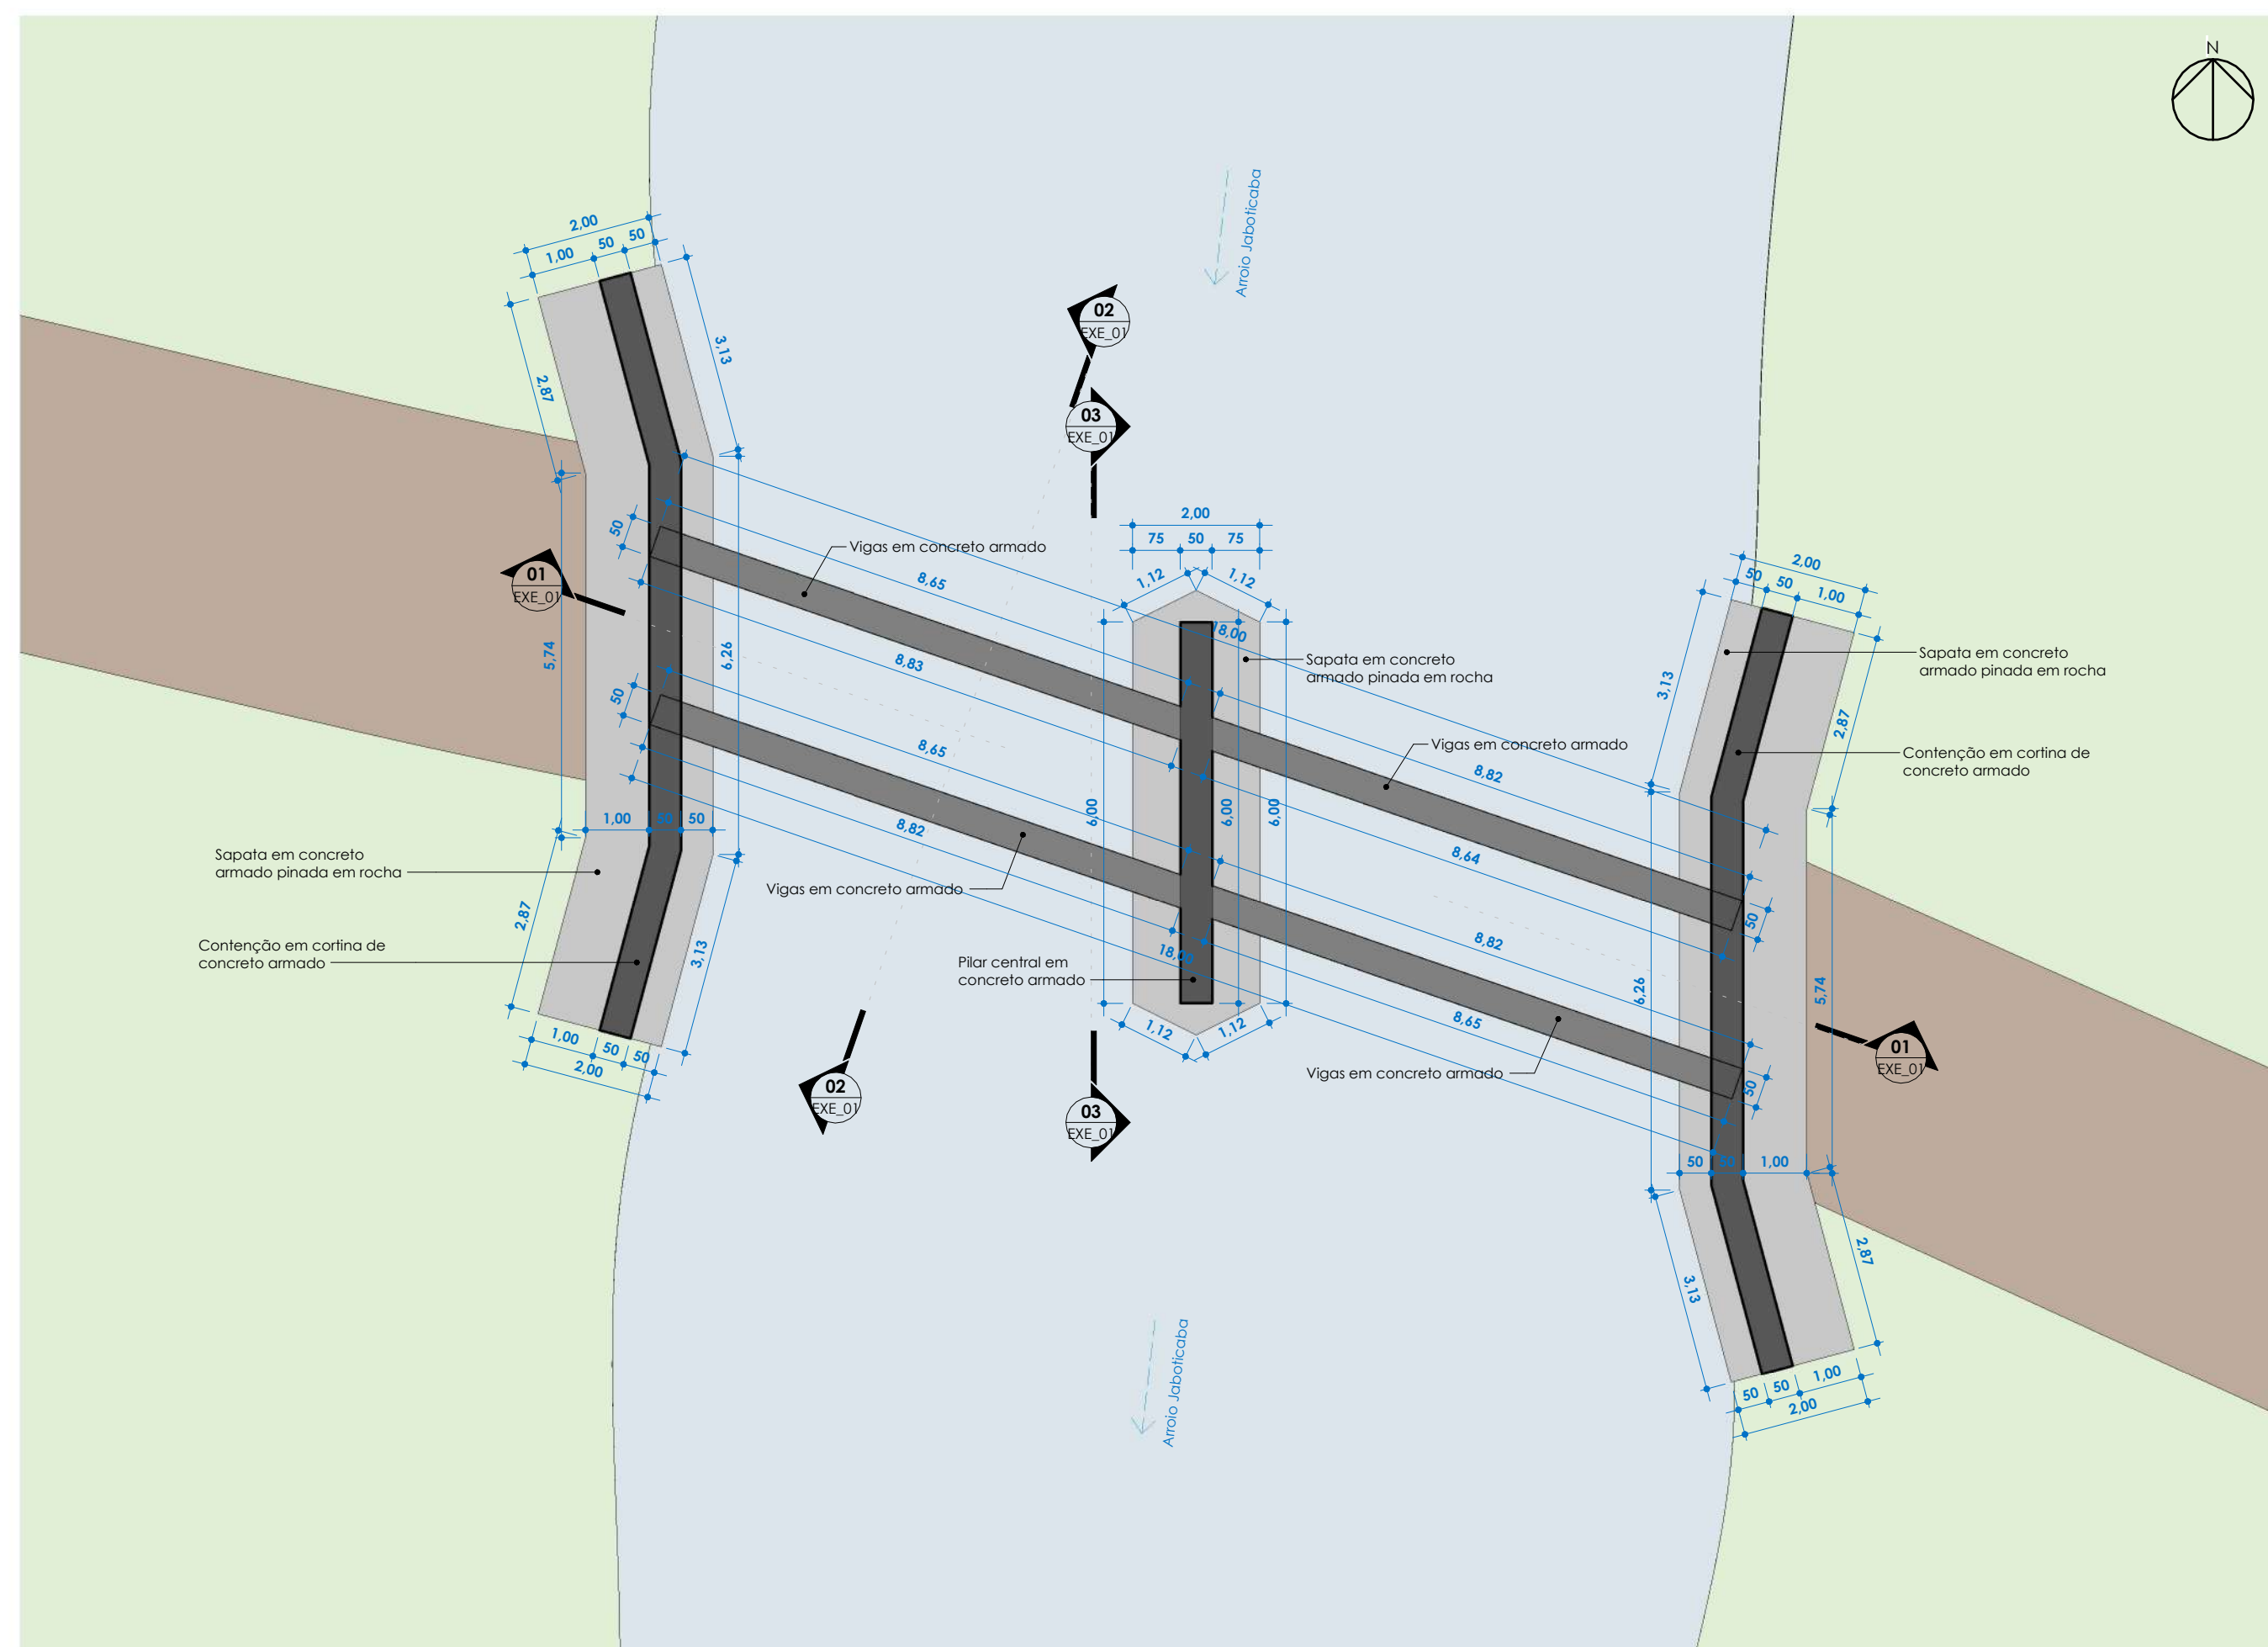 N
Arroio Jaboticaba
2,00
1,00
50
50
3,13
2,87
02
EXE_01
03
EXE_01
2,00
75
50
75
1,12
1,12
50
Vigas em concreto armado
8,65
01
EXE_01
18,00
8,83
5,74
6,26
Sapata em concreto
armado pinada em rocha
2,00
50
50
1,00
Sapata em concreto
armado pinada em rocha
3,13
2,87
50
8,65
Vigas em concreto armado
8,82
Contenção em cortina de
concreto armado
6,00
6,00
6,00
8,64
1,00
50
50
8,82
Sapata em concreto
armado pinada em rocha
Vigas em concreto armado
50
2,87
Contenção em cortina de
concreto armado
3,13
18,00
8,82
Pilar central em
concreto armado
6,26
5,74
8,65
1,12
1,12
1,00
50
50
2,00
Vigas em concreto armado
50
01
EXE_01
02
EXE_01
03
EXE_01
50
50
1,00
2,87
3,13
Arroio Jaboticaba
50
50
1,00
2,00